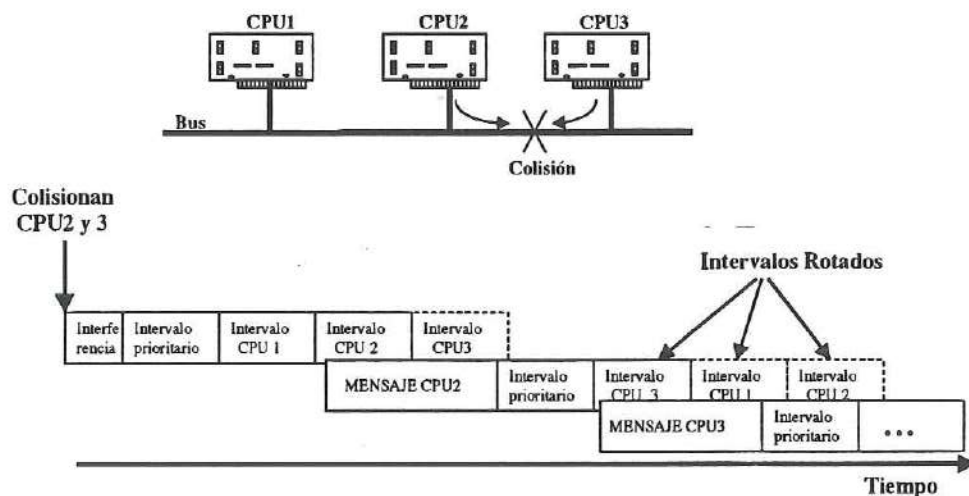 CPU1 CPU2 CPU3
Bus
Colisión
Colisionan
CPU2 y 3
Intervalos Rotados
Interfe
rencia
Intervalo
prioritario
Intervalo
CPU 1
Intervalo
CPU 2
Intervalo
CPU3
MENSAJE CPU2
Intervalo
prioritario
Intervalo
CPU 3
Intervalo
CPU 1
Intervalo
CPU 2
MENSAJE CPU3
Intervalo
prioritario
...
Tiempo